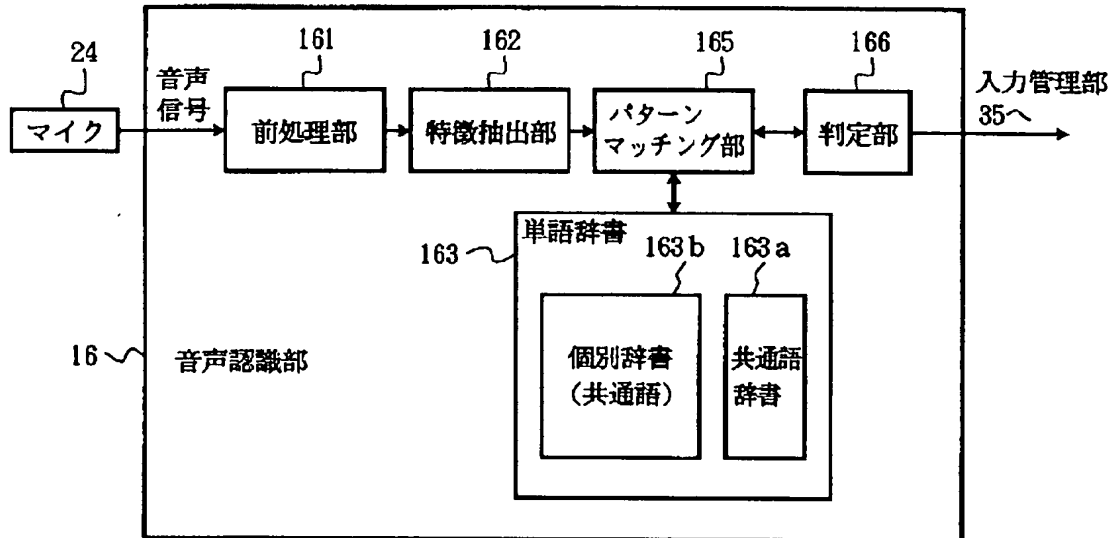 24
音声
信号
マイク
161
前処理部
162
特徴抽出部
165
パターン
マッチング部
166
判定部
入力管理部
35へ
単語辞書
163
163b
163a
個別辞書
(共通語)
共通語
辞書
16
音声認識部